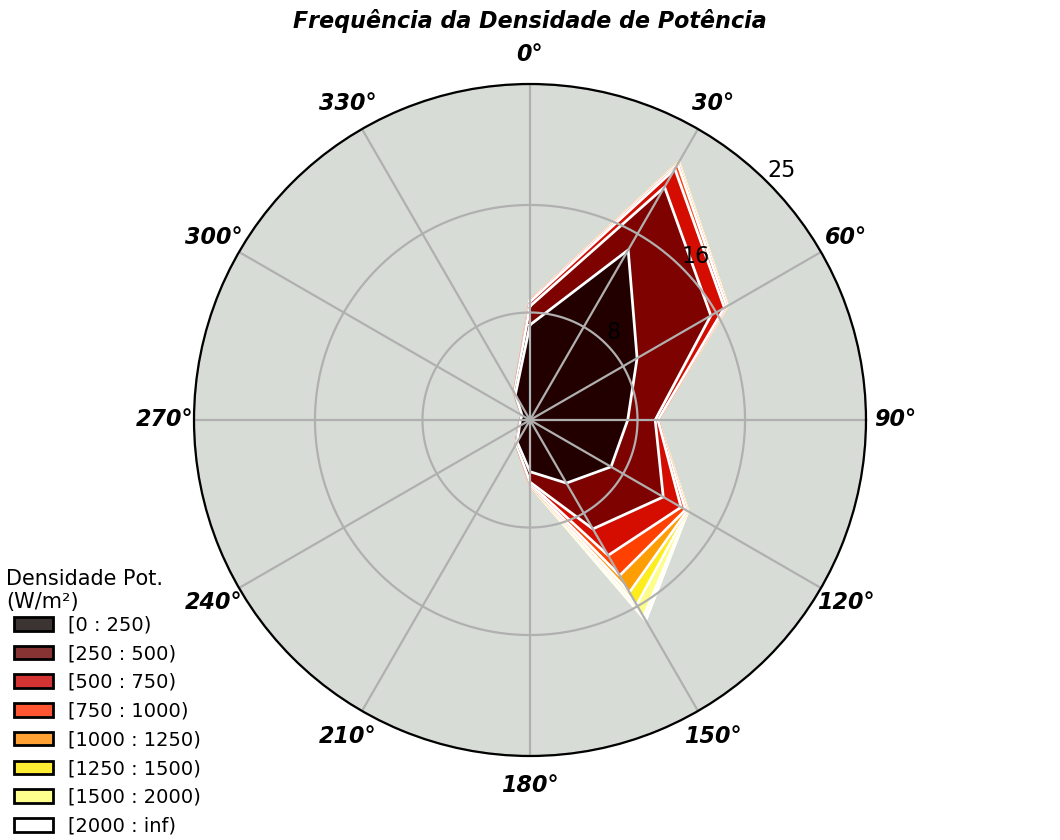 Frequência da Densidade de Potência
0°
330°
30°
25
300°
60°
16
8
270°
90°
Densidade Pot.
(W/m²)
240°
120°
[0 : 250)
[250 : 500)
[500 : 750)
[750 : 1000)
[1000 : 1250)
[1250 : 1500)
[1500 : 2000)
[2000 : inf)
210°
150°
180°